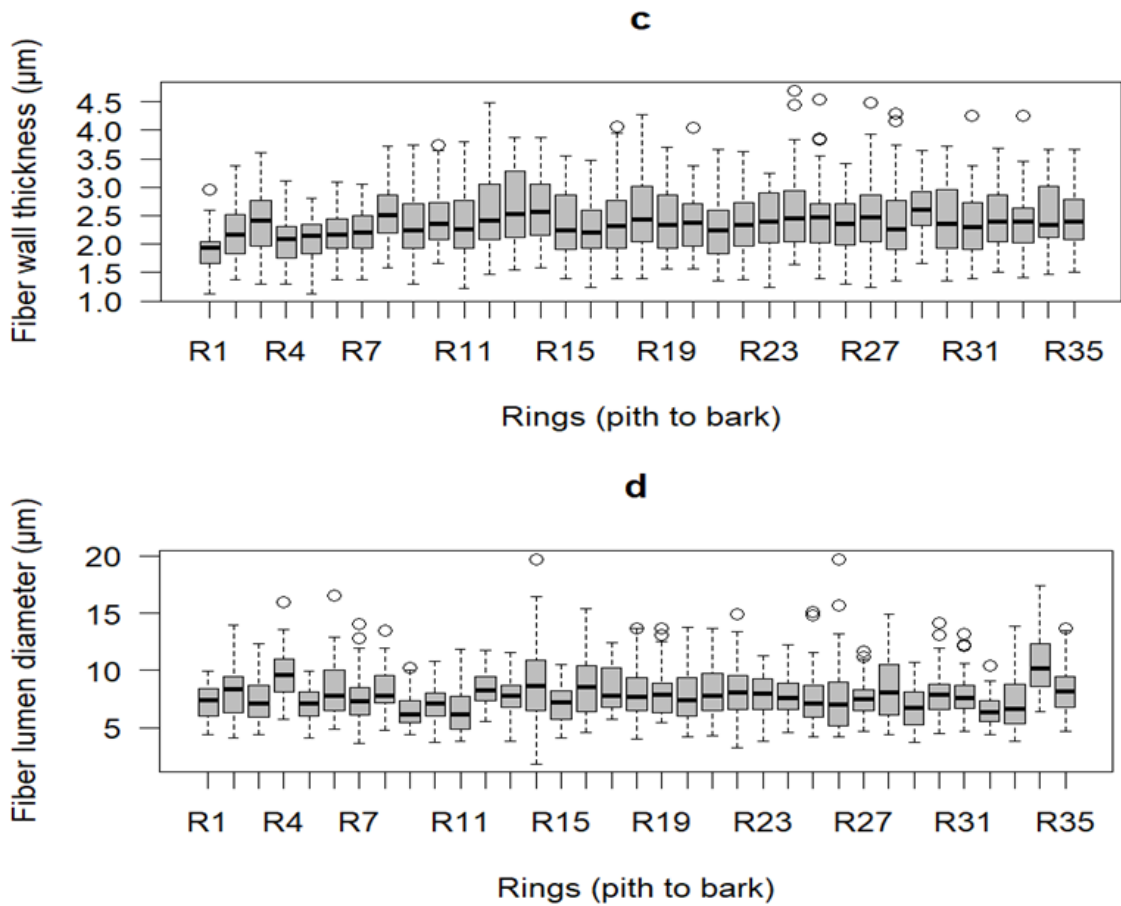 c
Fiber wall thickness (µm)
4.5
4.0
3.5
3.0
2.5
2.0
1.5
1.0
R1 R4 R7 R11 R15 R19 R23 R27 R31 R35
Rings (pith to bark)
d
Fiber lumen diameter (µm)
20
15
10
5
R1 R4 R7 R11 R15 R19 R23 R27 R31 R35
Rings (pith to bark)